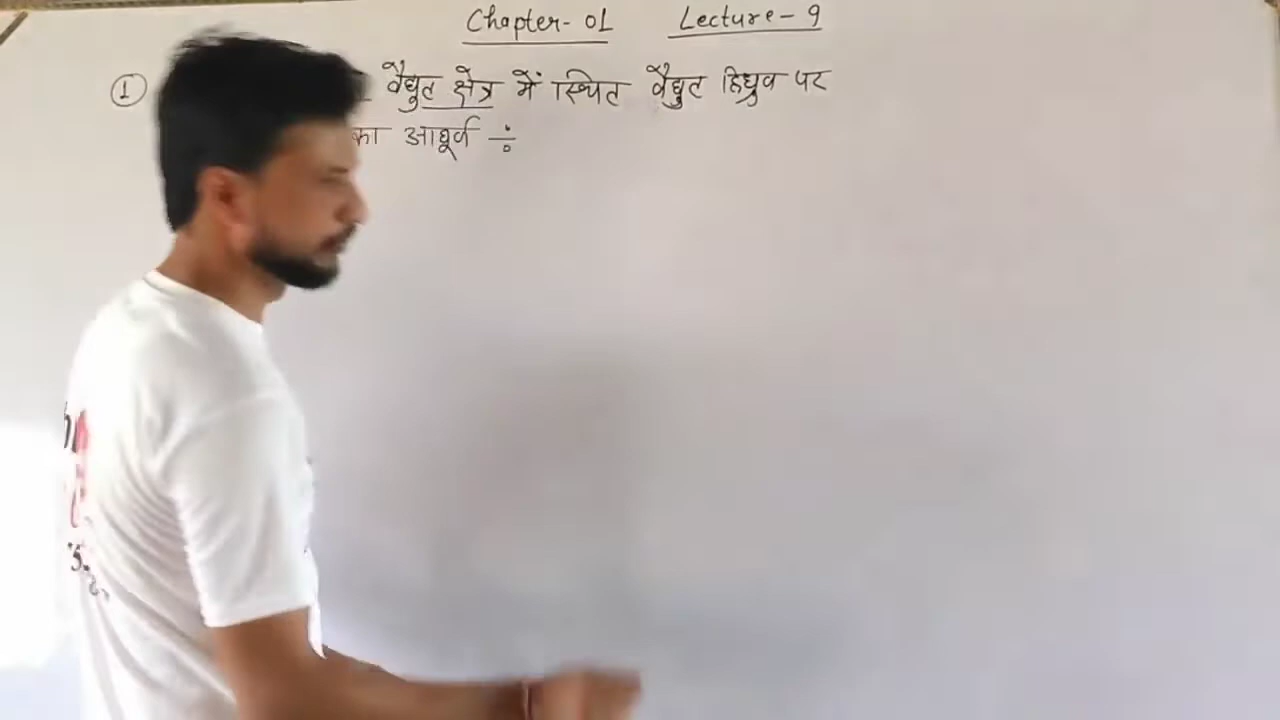 Chapter-01 Lecture-9
① वैद्युत क्षेत्र में स्थित वैद्युत द्विध्रुव पर
का आघूर्ण ÷